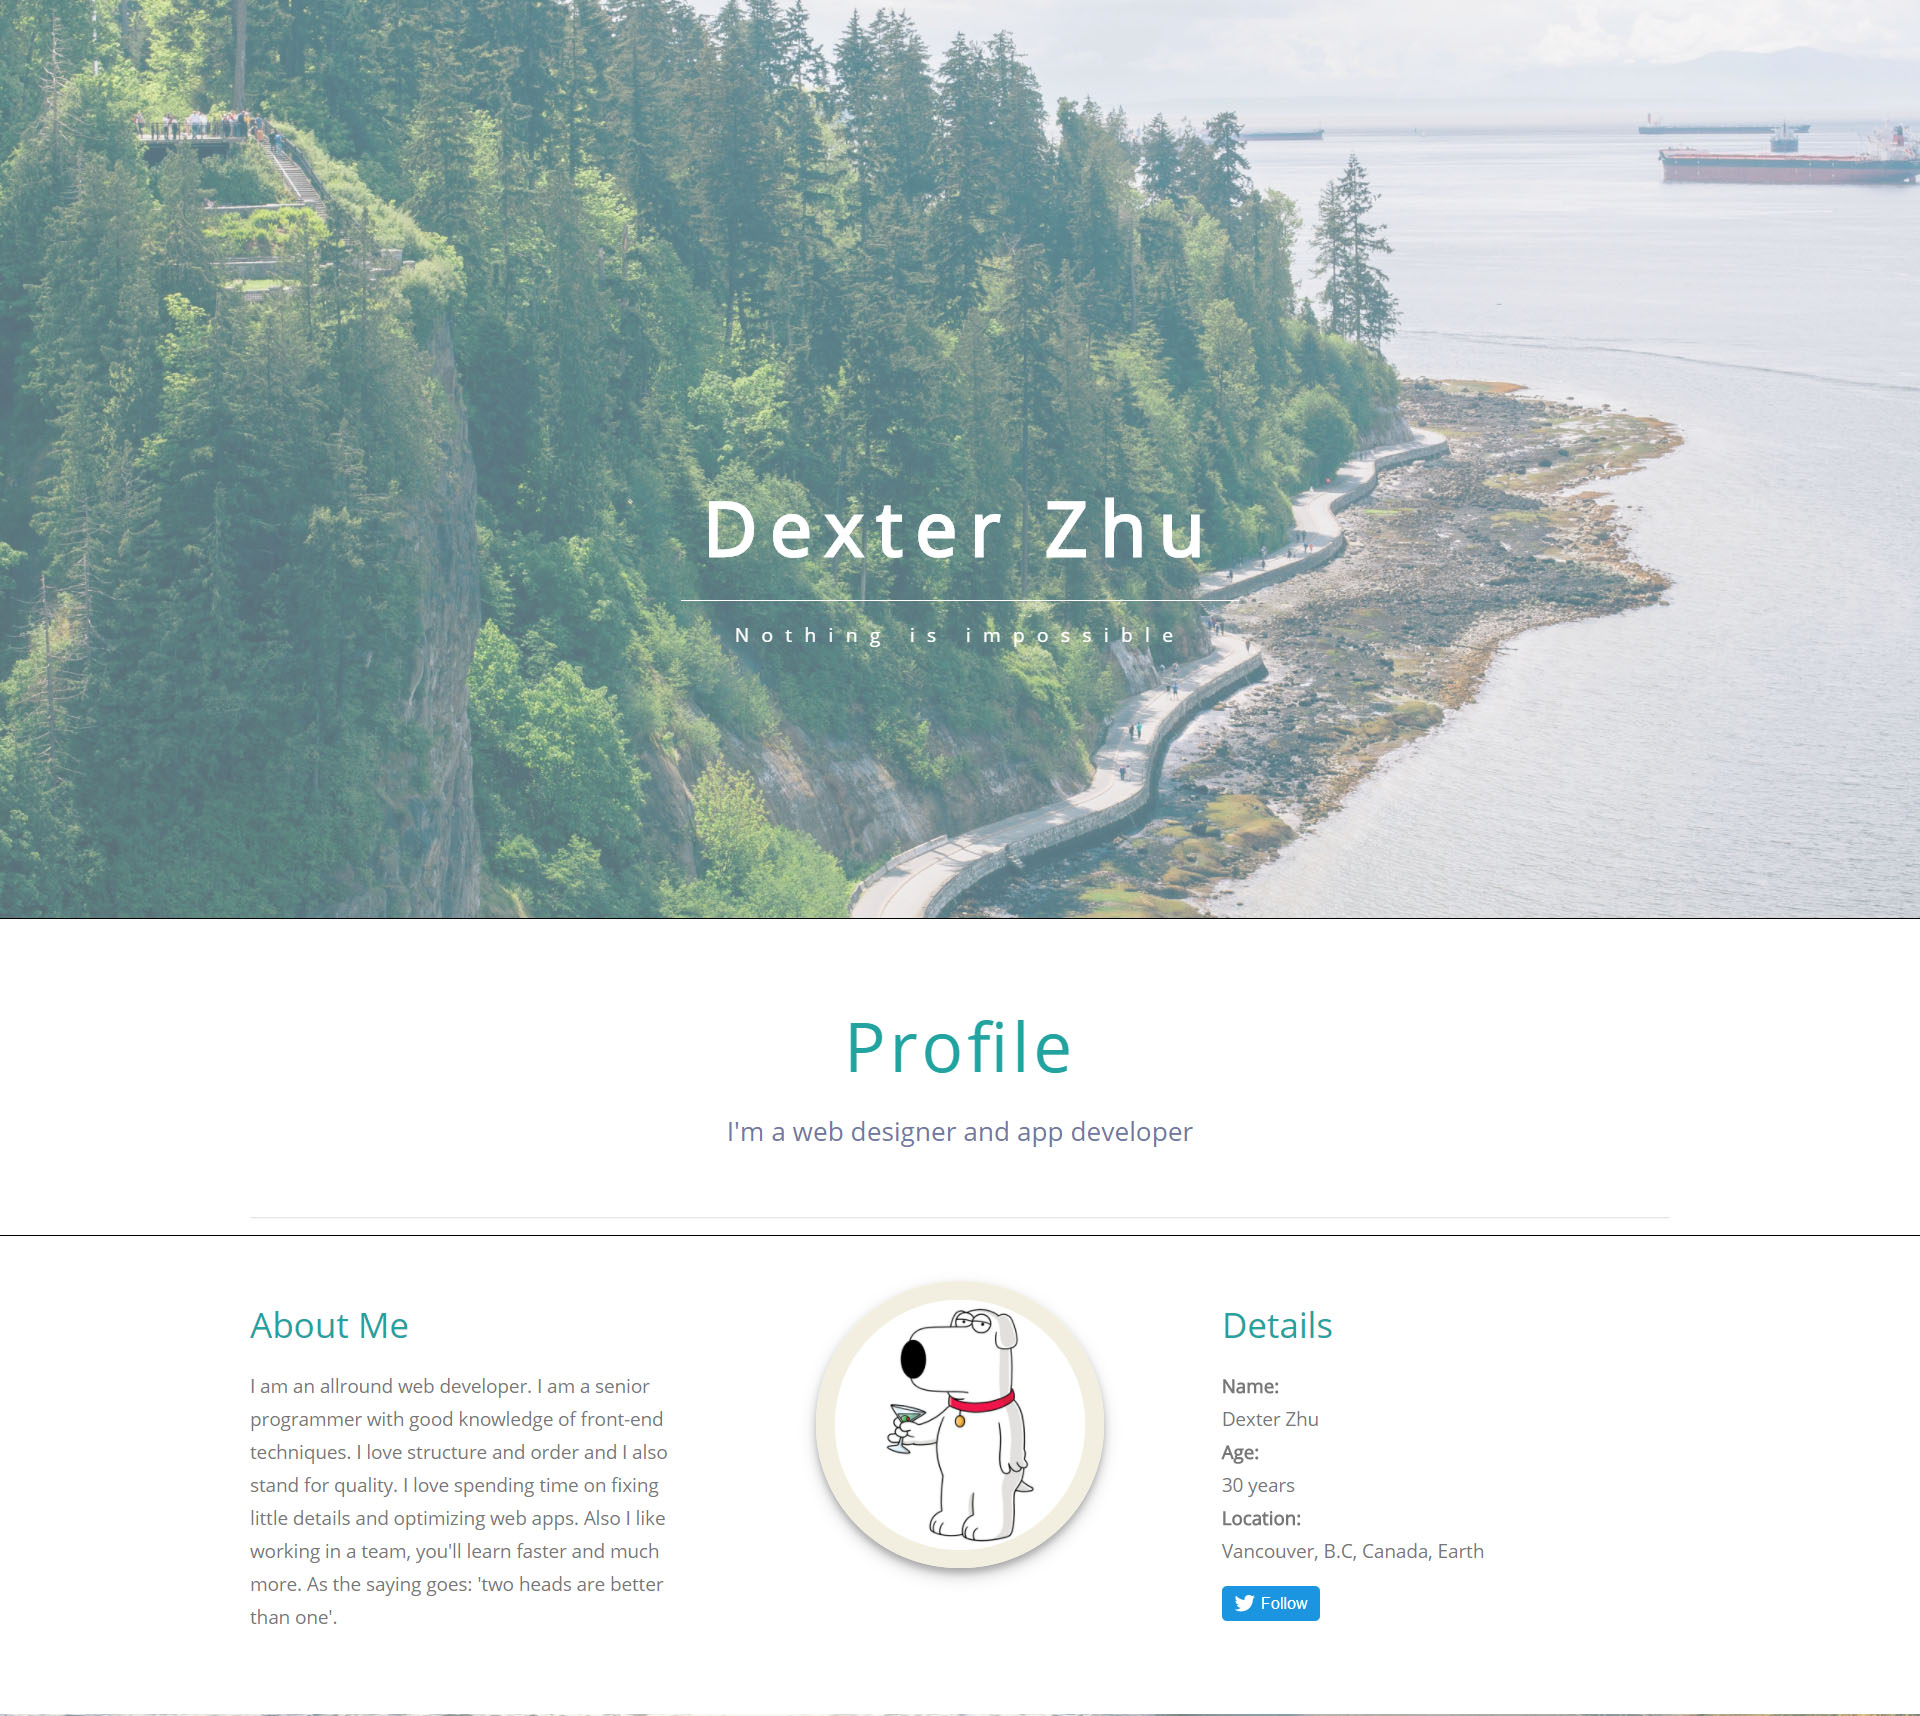 Dexter Zhu
Nothing is impossible
Profile
I'm a web designer and app developer
About Me
I am an allround web developer. I am a senior
programmer with good knowledge of front-end
techniques. I love structure and order and I also
stand for quality. I love spending time on fixing
little details and optimizing web apps. Also I like
working in a team, you'll learn faster and much
more. As the saying goes: 'two heads are better
than one'.
Details
Name:
Dexter Zhu
Age:
30 years
Location:
Vancouver, B.C, Canada, Earth
Follow